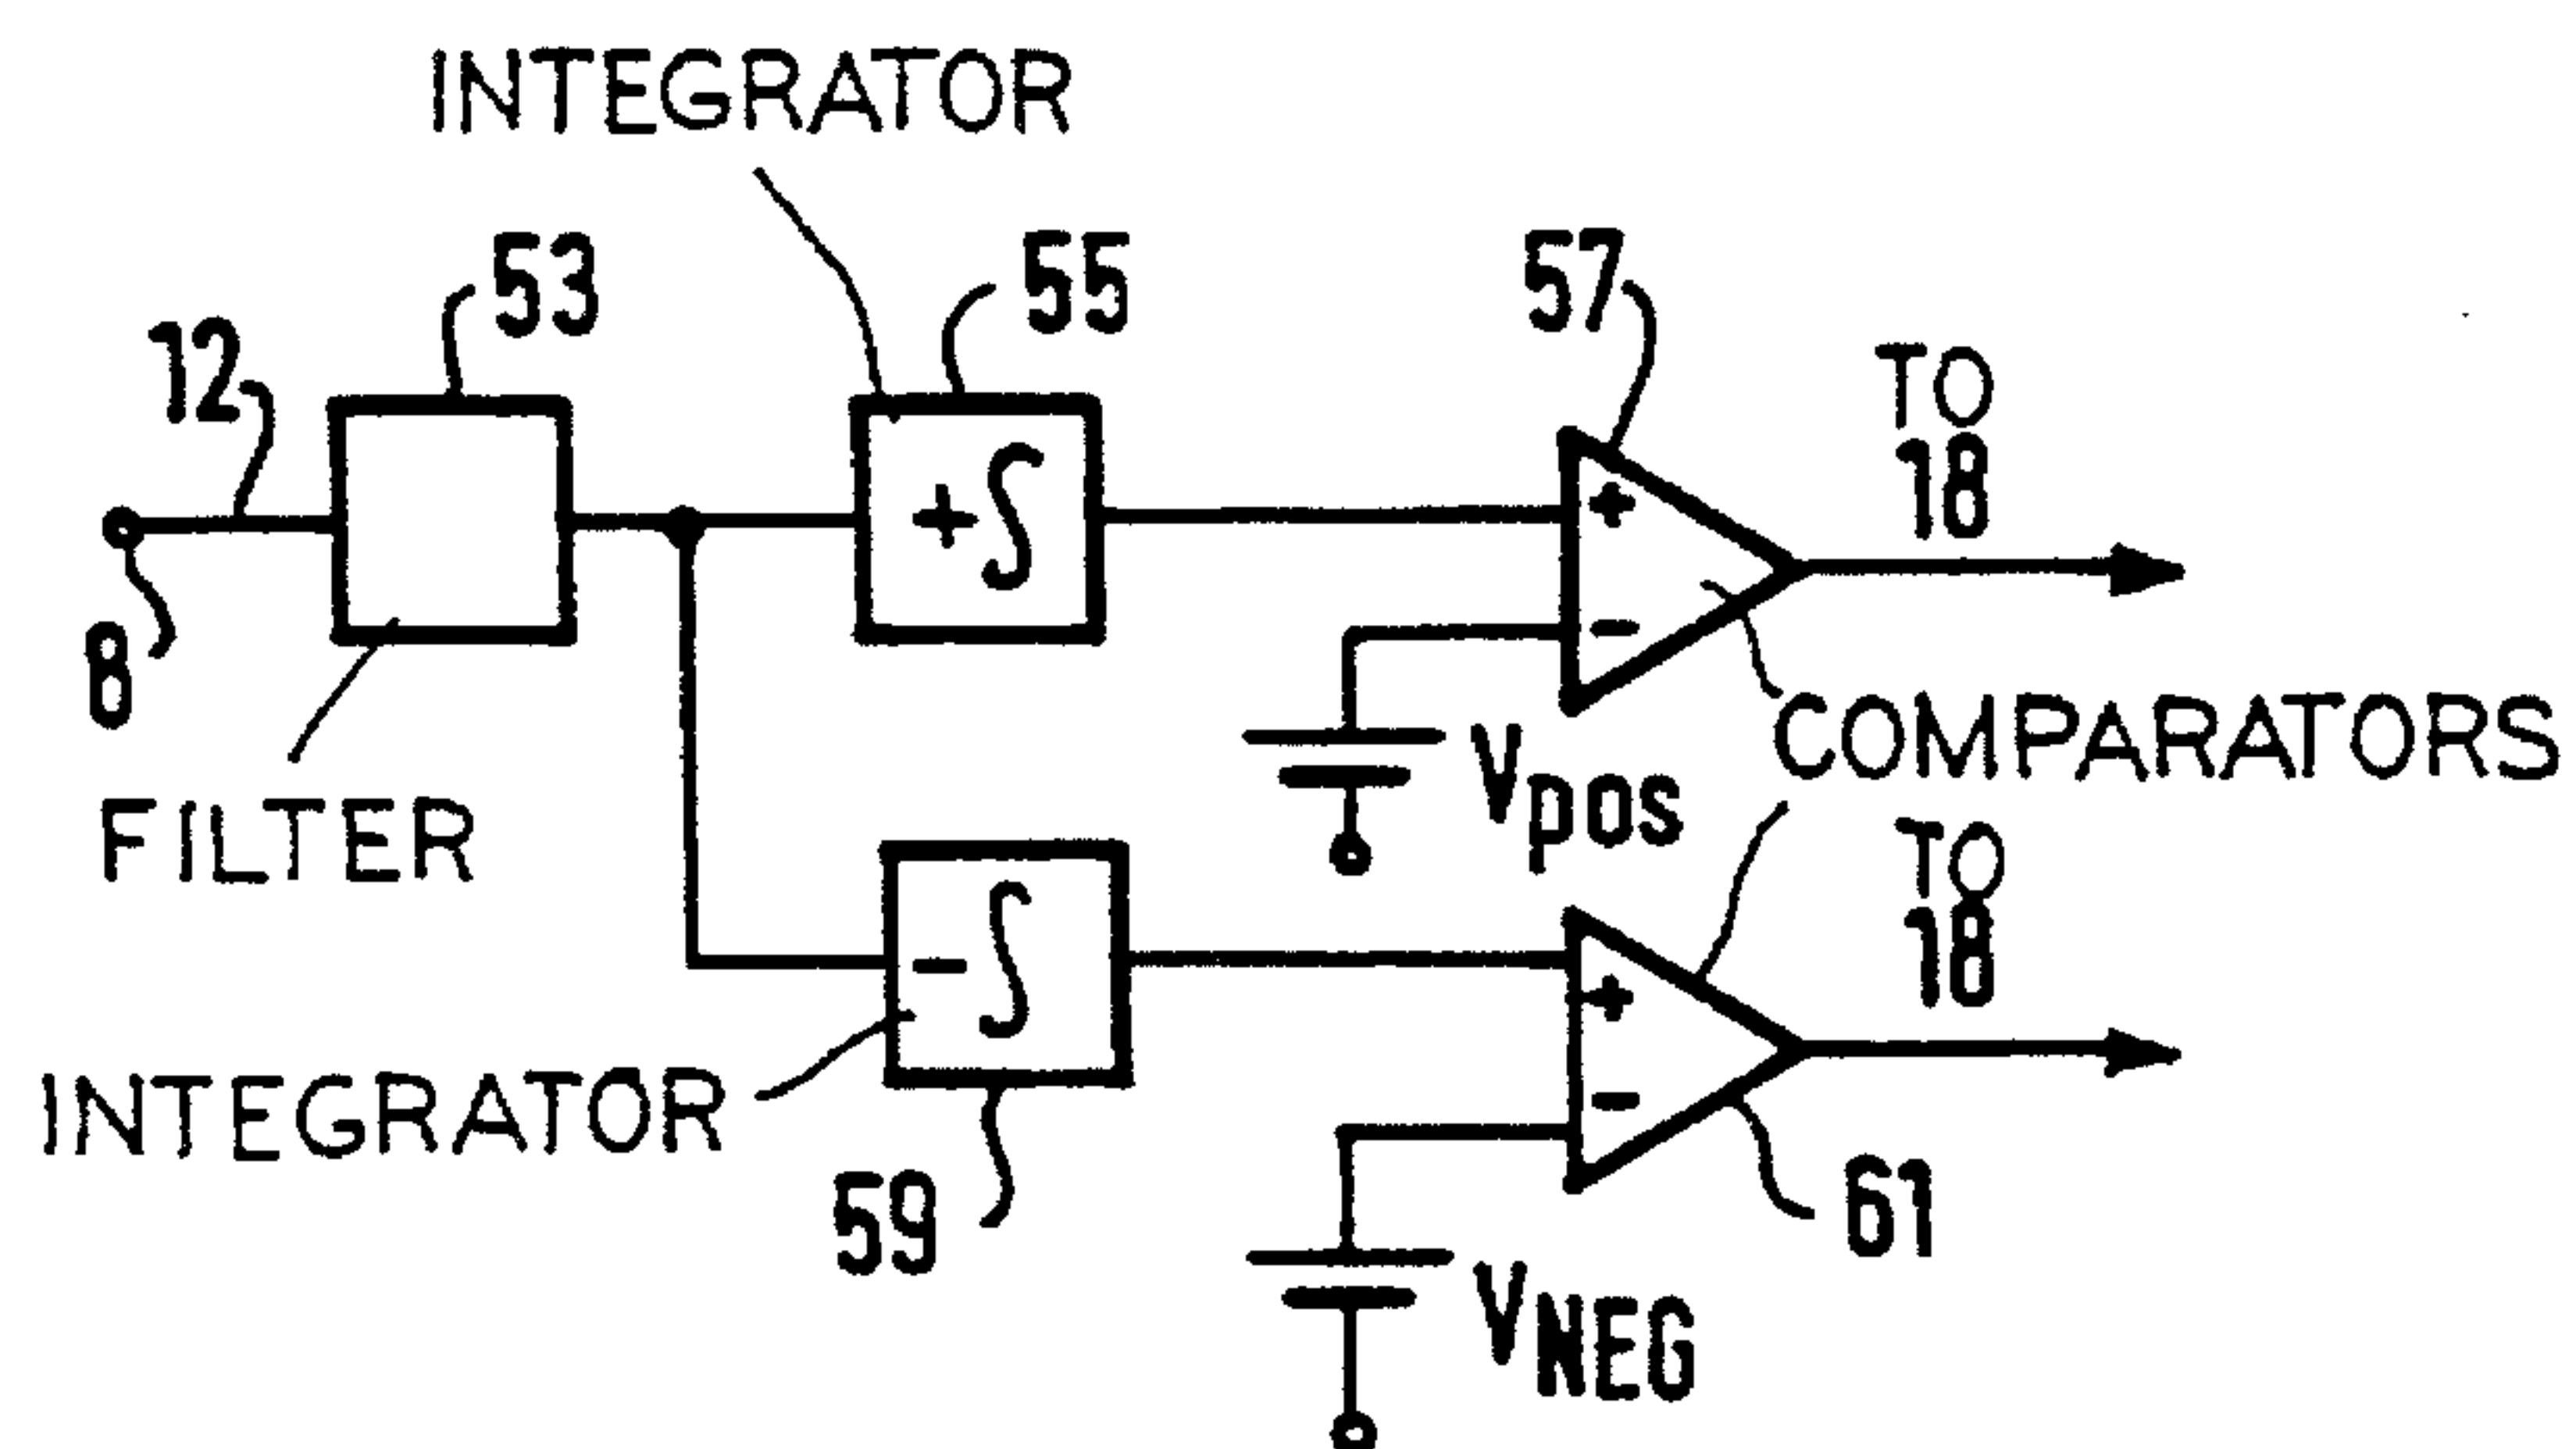 INTEGRATOR
53
55
57
12
TO
18
+∫
+
-
8
VPOS
COMPARATORS
FILTER
TO
18
-∫
+
-
INTEGRATOR
59
61
VNEG